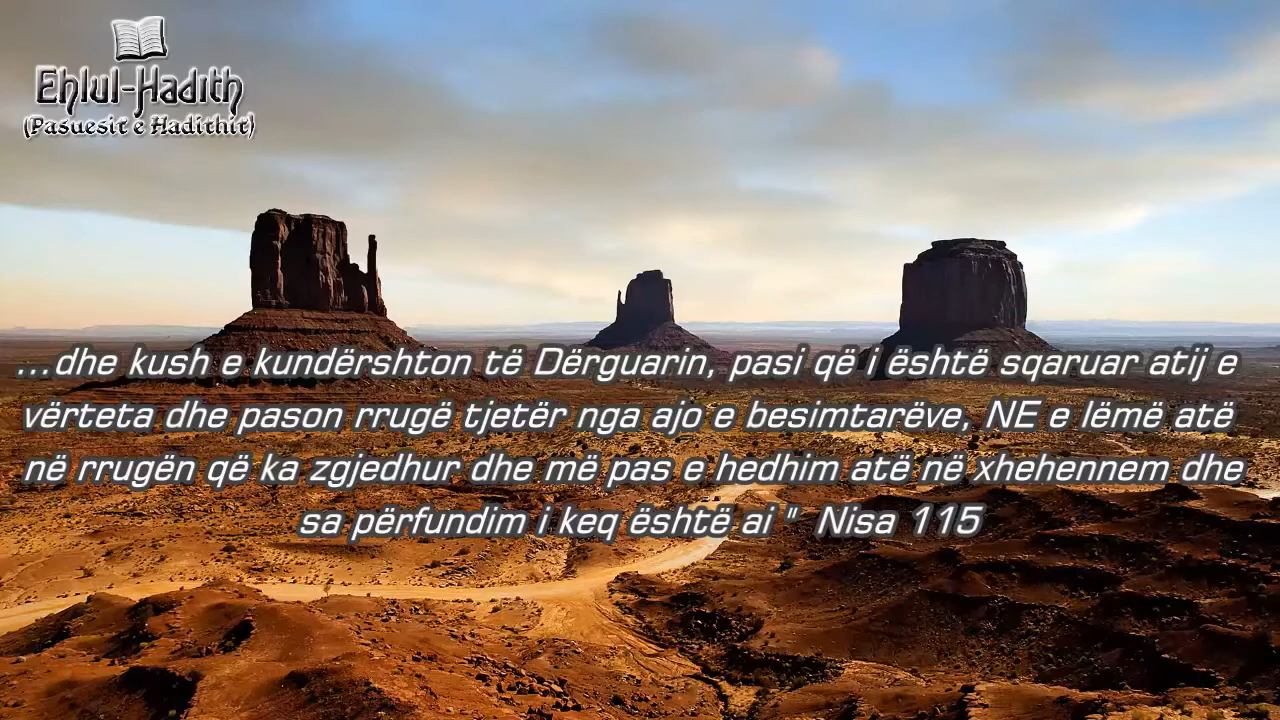 Ehlul-Hadith
(Pasuesit e Hadithit)
...dhe kush e kundërshton të Dërguarin, pasi që i është sqaruar atij e
vërteta dhe pason rrugë tjetër nga ajo e besimtarëve, NE e lëmë atë
në rrugën që ka zgjedhur dhe më pas e hedhim atë në xhehennem dhe
sa përfundim i keq është ai " Nisa 115